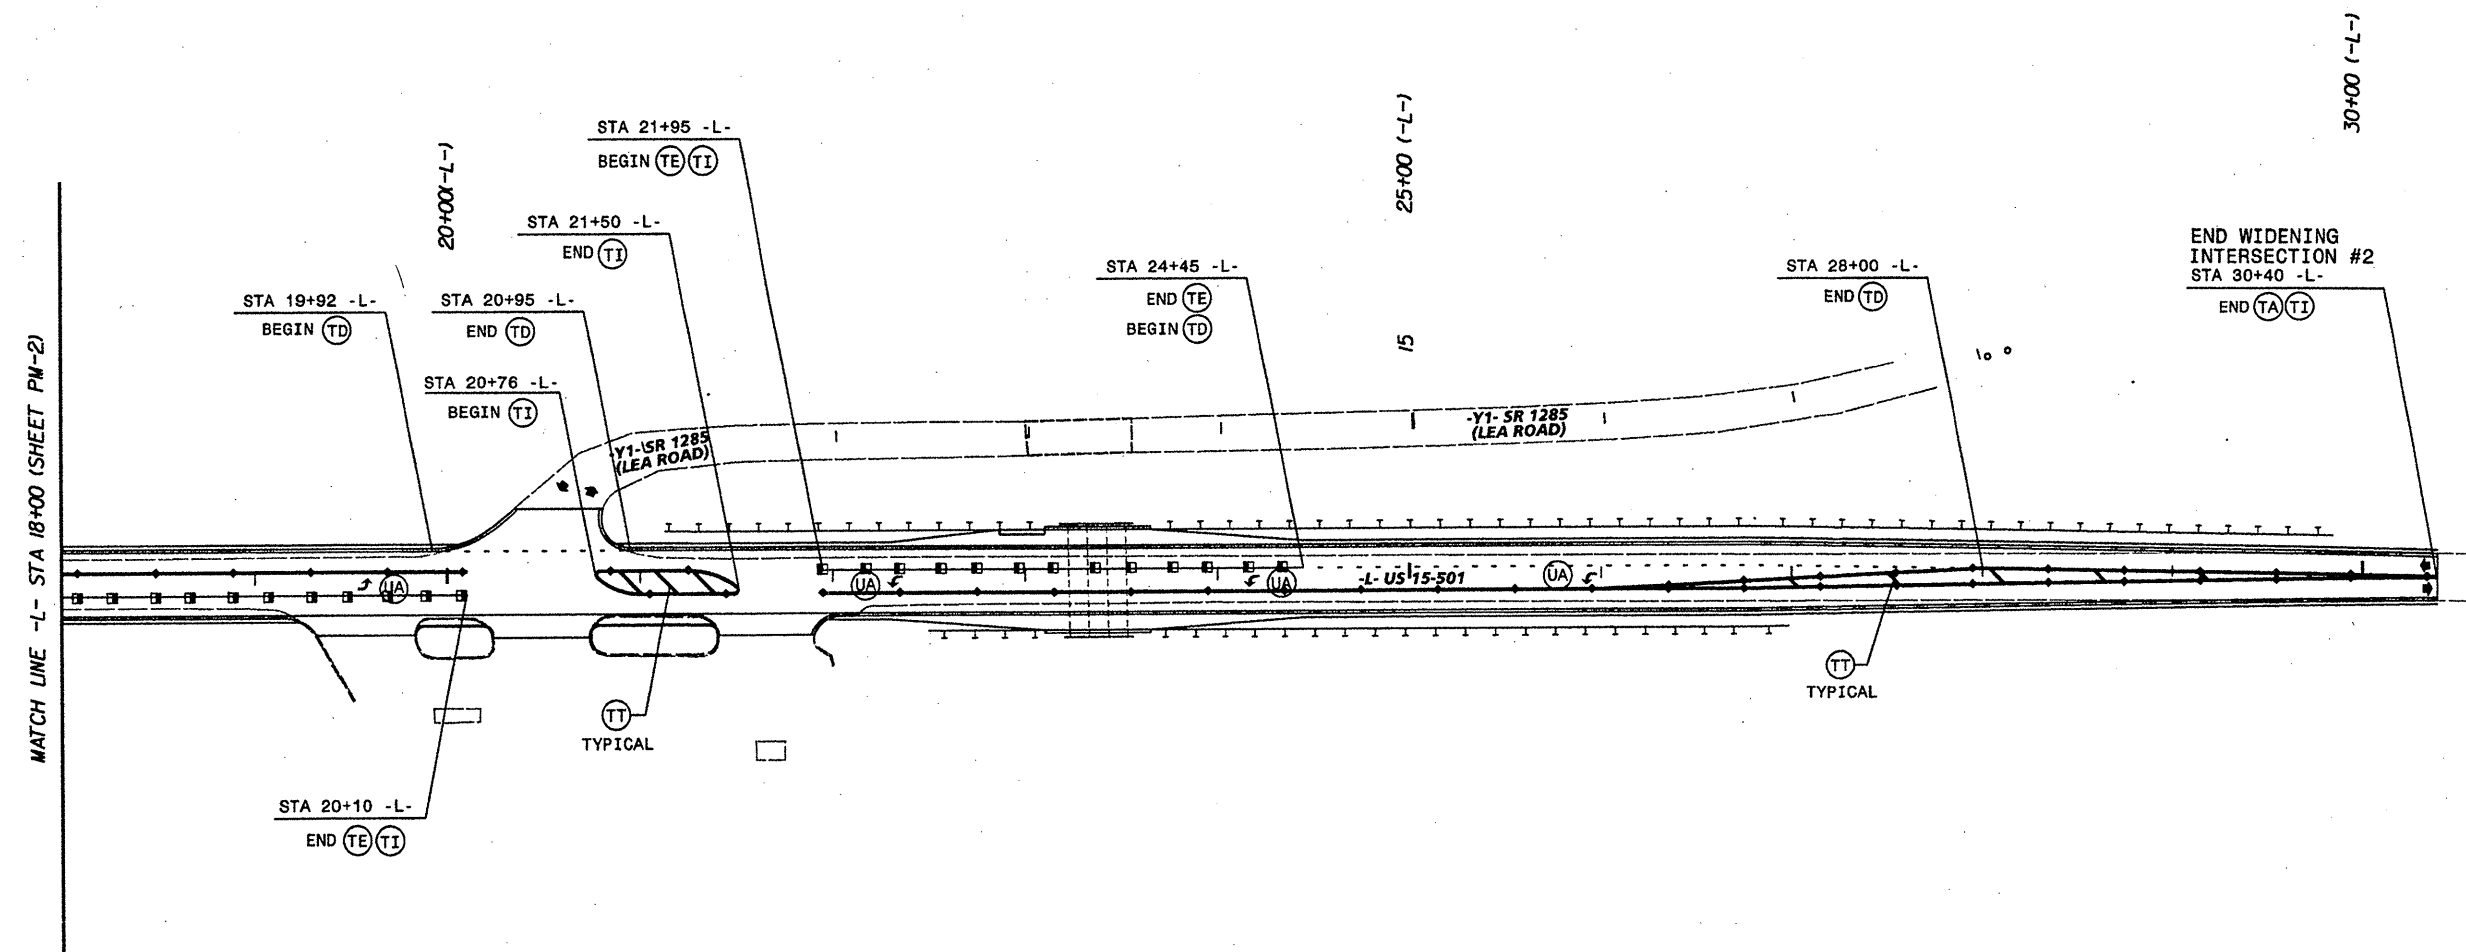 30+00 (-L-)
25+00 (-L-)
STA 21+95 -L-
BEGIN TE TI
20+00(-L-)
STA 21+50 -L-
END TI
END WIDENING
INTERSECTION #2
STA 30+40 -L-
END TA TI
STA 24+45 -L-
END TE
BEGIN TD
STA 28+00 -L-
END TD
STA 19+92 -L-
BEGIN TD
STA 20+95 -L-
END TD
15
STA 20+76 -L-
BEGIN TI
-Y1- SR 1285
(LEA ROAD)
-Y1- SR 1285
(LEA ROAD)
MATCH LINE -L- STA 18+00 (SHEET PM-2)
UA
UA
UA
-L- US 15-501
UA
TT
TYPICAL
TT
TYPICAL
STA 20+10 -L-
END TE TI